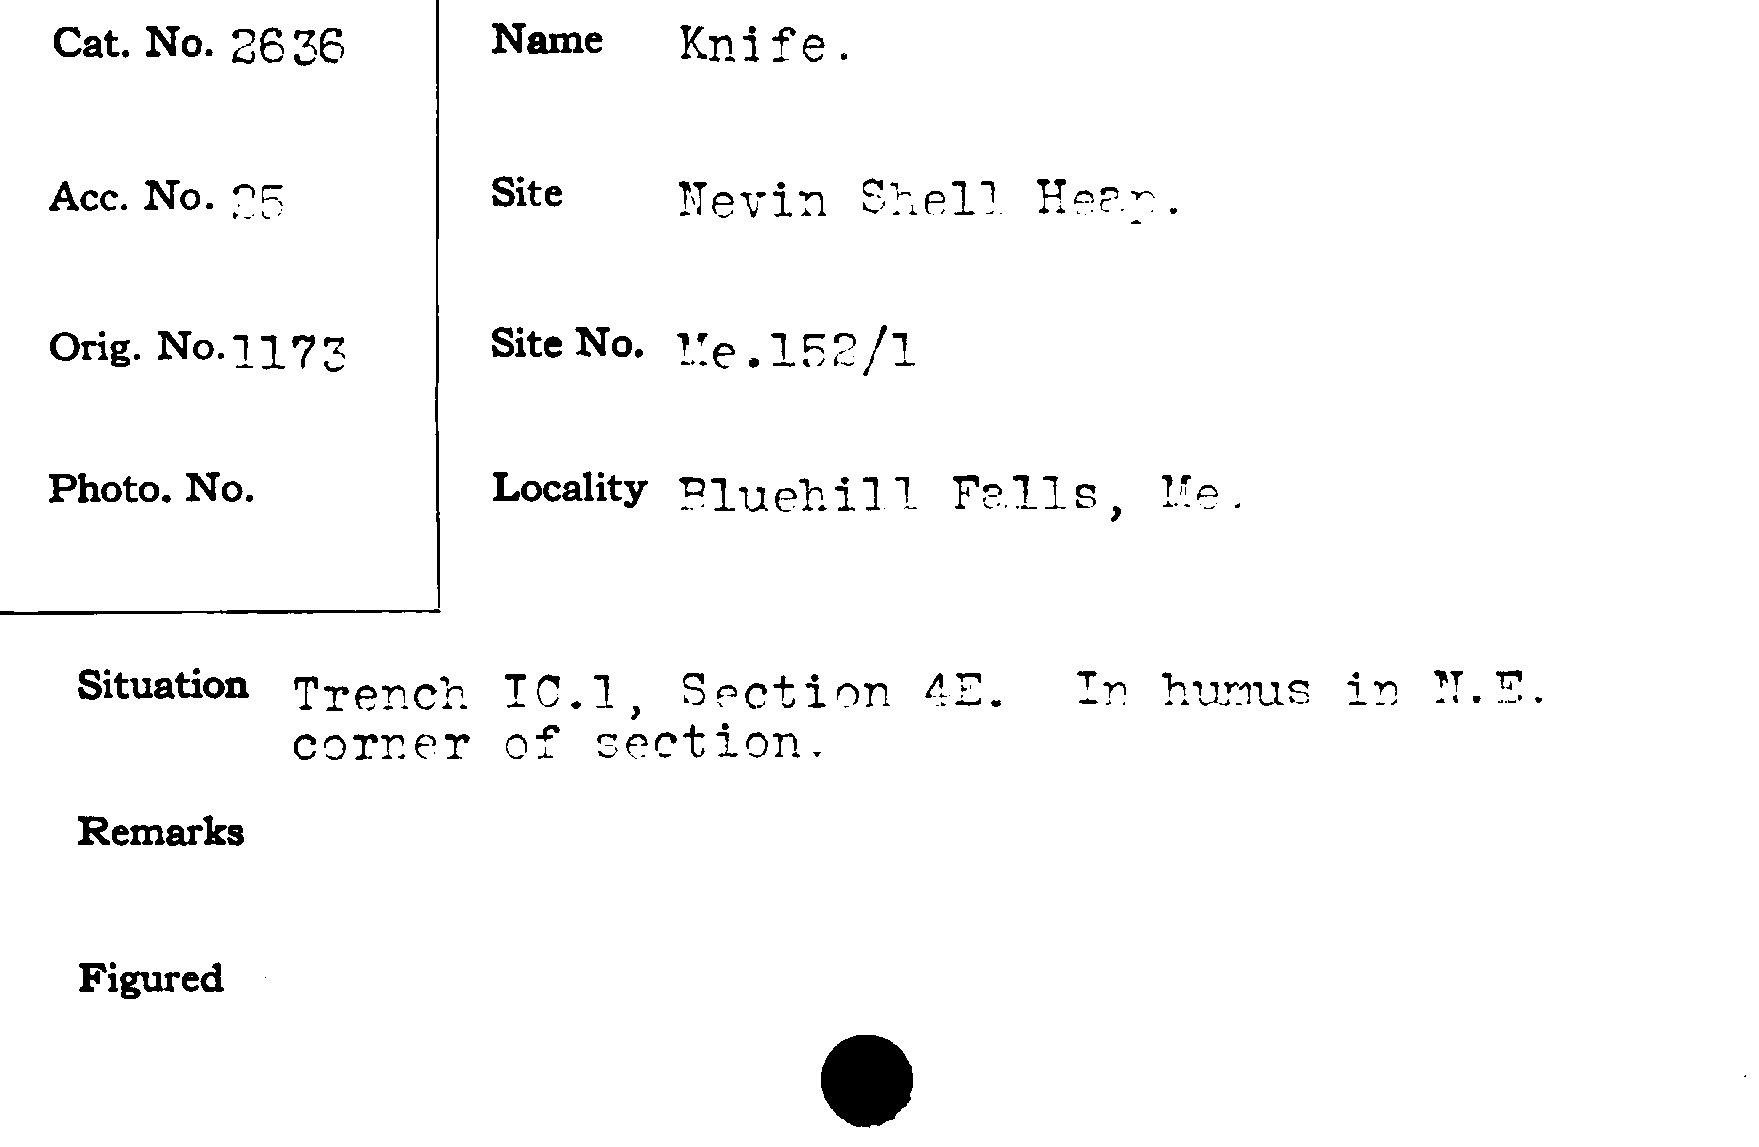 Cat. No. 2636
Name Knife.
Acc. No. 25
Site Nevin Shell Heap.
Orig. No. 1173
Site No. Me.152/1
Photo. No.
Locality Bluehill Falls, Me.
Situation Trench IC.1, Section 4E. In humus in N.E.
corner of section.
Remarks
Figured